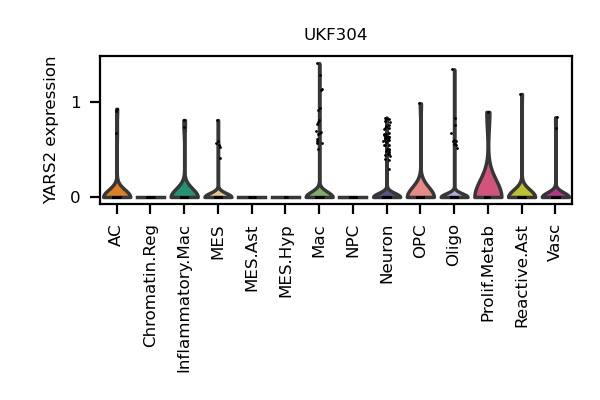 UKF304
YARS2 expression
1
0
AC
Chromatin.Reg
Inflammatory.Mac
MES
MES.Ast
MES.Hyp
Mac
NPC
Neuron
OPC
Oligo
Prolif.Metab
Reactive.Ast
Vasc